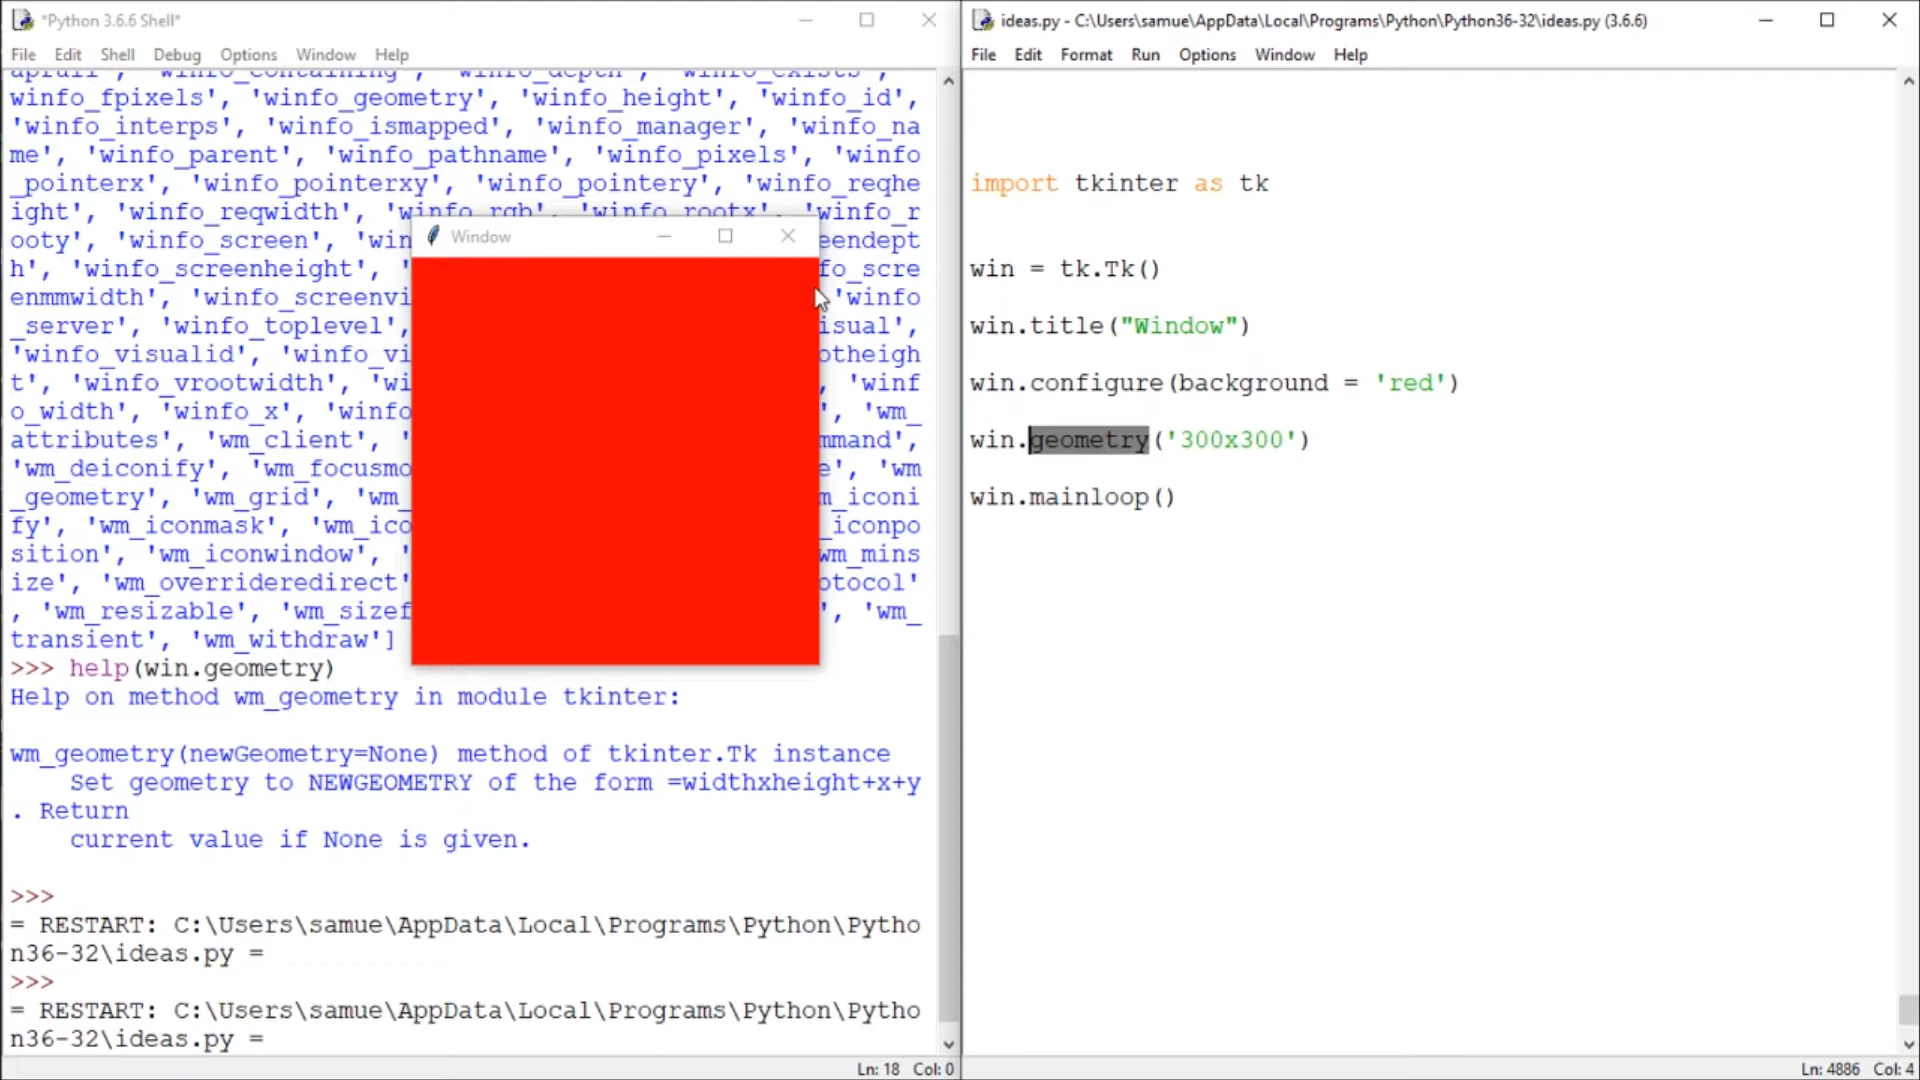 *Python 3.6.6 Shell*
File Edit Shell Debug Options Window Help
winfo_fpixels', 'winfo_geometry', 'winfo_height', 'winfo_id',
'winfo_interps', 'winfo_ismapped', 'winfo_manager', 'winfo_na
me', 'winfo_parent', 'winfo_pathname', 'winfo_pixels', 'winfo
_pointerx', 'winfo_pointerxy', 'winfo_pointery', 'winfo_reqhe
ight', 'winfo_reqwidth', 'winfo_rgb', 'winfo_rootx', 'winfo_r
ooty', 'winfo_screen', 'win eendept
h', 'winfo_screenheight', ' fo_scre
enmmwidth', 'winfo_screenvi 'winfo
_server', 'winfo_toplevel', isual',
'winfo_visualid', 'winfo_vi otheigh
t', 'winfo_vrootwidth', 'wi , 'winf
o_width', 'winfo_x', 'winfo ', 'wm_
attributes', 'wm_client', ' mmand',
'wm_deiconify', 'wm_focusmo e', 'wm
_geometry', 'wm_grid', 'wm_ m_iconi
fy', 'wm_iconmask', 'wm_ico _iconpo
sition', 'wm_iconwindow', ' wm_mins
ize', 'wm_overrideredirect' otocol'
, 'wm_resizable', 'wm_sizef ', 'wm_
transient', 'wm_withdraw']
>>> help(win.geometry)
Help on method wm_geometry in module tkinter:
wm_geometry(newGeometry=None) method of tkinter.Tk instance
Set geometry to NEWGEOMETRY of the form =widthxheight+x+y
. Return
current value if None is given.
>>>
= RESTART: C:\Users\samue\AppData\Local\Programs\Python\Pytho
n36-32\ideas.py =
>>>
= RESTART: C:\Users\samue\AppData\Local\Programs\Python\Pytho
n36-32\ideas.py =
Ln: 18 Col: 0
Window
ideas.py - C:\Users\samue\AppData\Local\Programs\Python\Python36-32\ideas.py (3.6.6)
File Edit Format Run Options Window Help
import tkinter as tk
win = tk.Tk()
win.title("Window")
win.configure(background = 'red')
win.geometry('300x300')
win.mainloop()
Ln: 4886 Col: 4